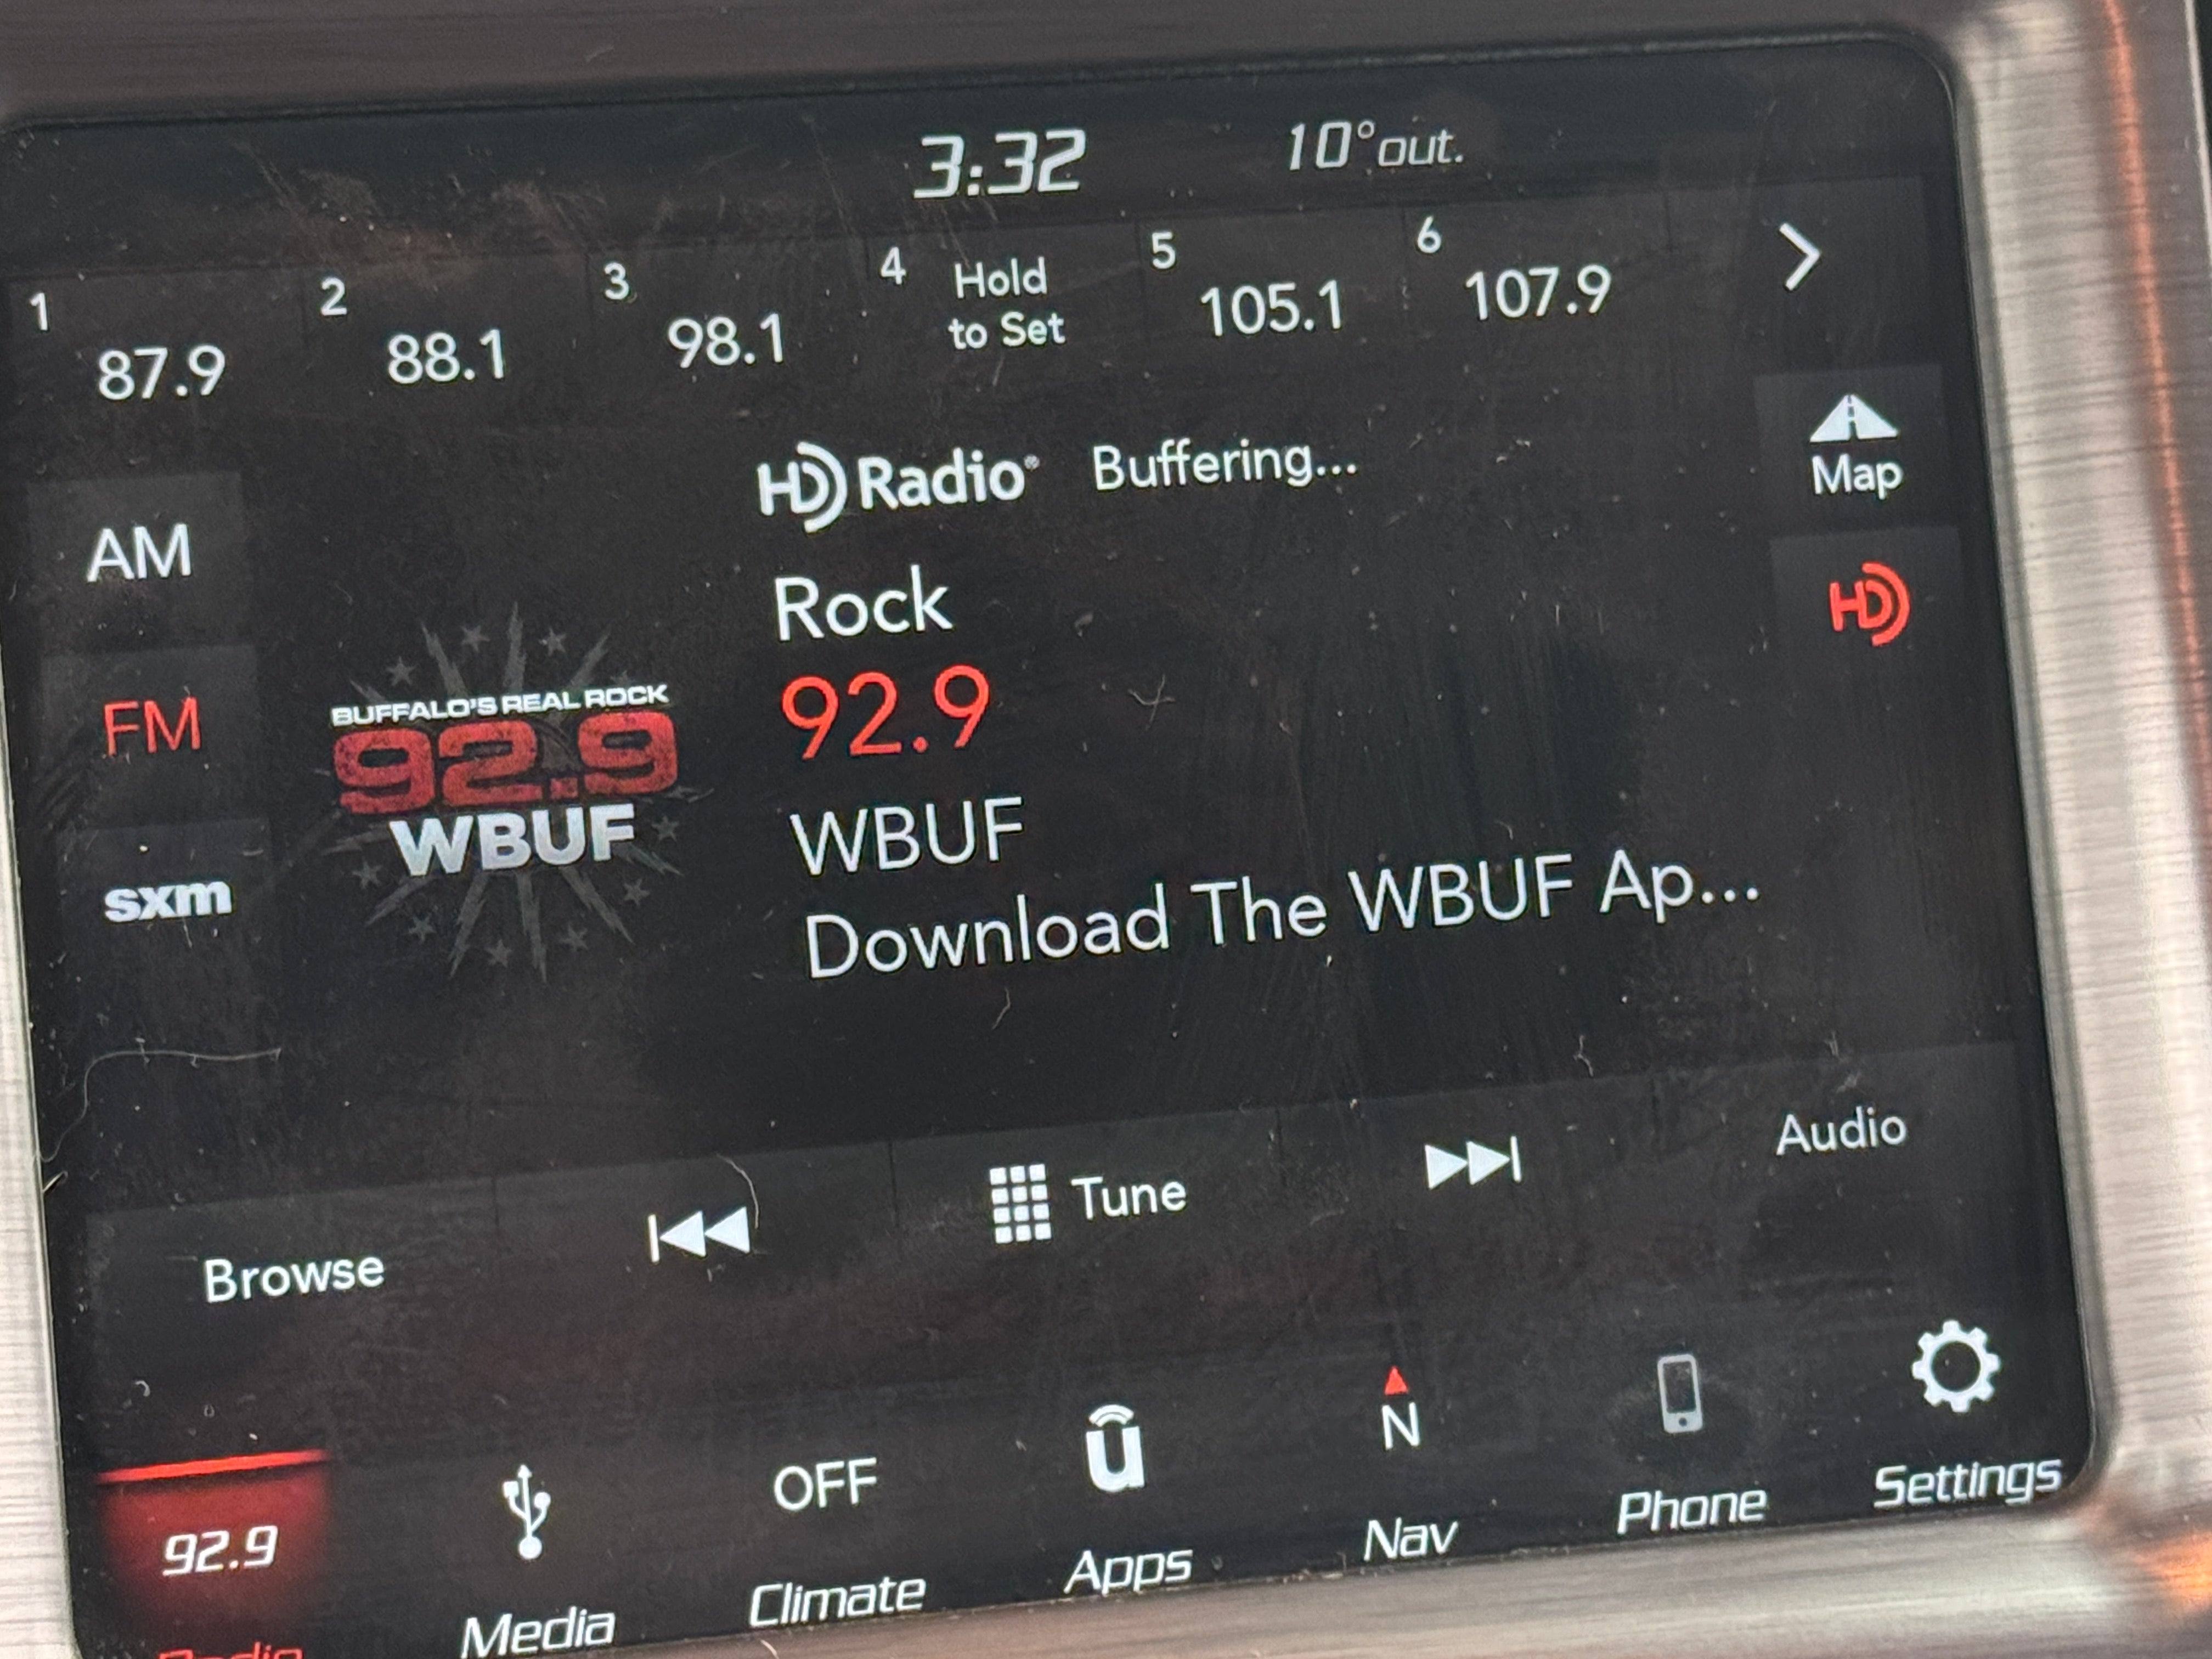 3:32 10°out.
1 2 3 4 Hold 5 6
87.9 88.1 98.1 to Set 105.1 107.9
HD Radio® Buffering...
Map
AM
Rock
HD
FM
92.9
BUFFALO'S REAL ROCK
92.9
WBUF
WBUF
sxm
Download The WBUF Ap...
Browse Tune Audio
92.9 OFF N
Radio Media Climate Apps Nav Phone Settings